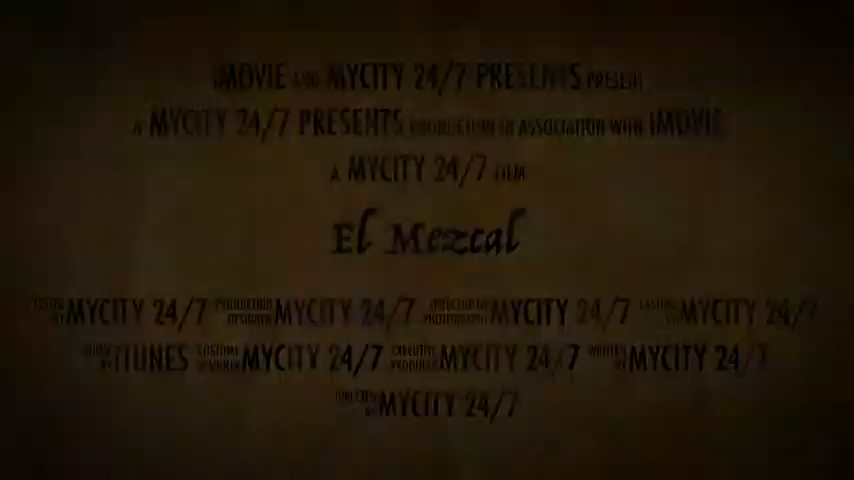 iMOVIE AND MYCITY 24/7 PRESENTS PRESENT
A MYCITY 24/7 PRESENTS PRODUCTION IN ASSOCIATION WITH iMOVIE
A MYCITY 24/7 FILM
El Mezcal
EDITED BY MYCITY 24/7 PRODUCTION DESIGNER MYCITY 24/7 DIRECTOR OF PHOTOGRAPHY MYCITY 24/7 CASTING BY MYCITY 24/7
MUSIC BY iTUNES COSTUME DESIGNER MYCITY 24/7 EXECUTIVE PRODUCER MYCITY 24/7 WRITTEN BY MYCITY 24/7
DIRECTED BY MYCITY 24/7